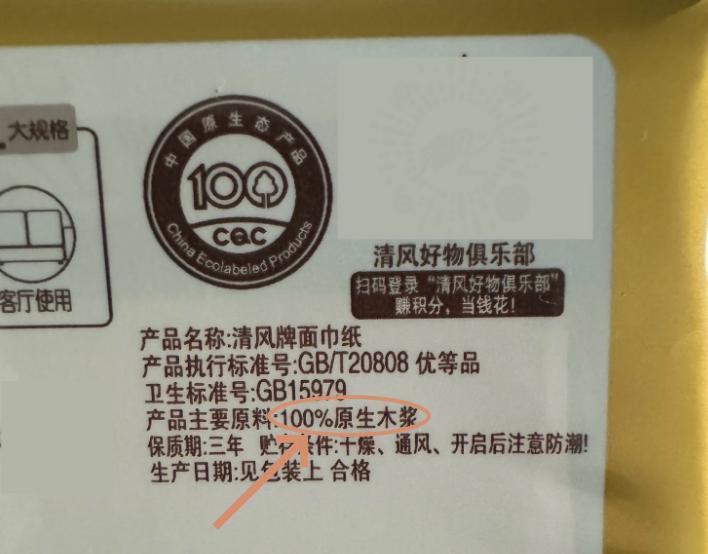 大规格
客厅使用
中国原生态产品
100
cec
China Ecolabeled Products
清风好物俱乐部
扫码登录“清风好物俱乐部”
赚积分，当钱花！
产品名称:清风牌面巾纸
产品执行标准号:GB/T20808 优等品
卫生标准号:GB15979
产品主要原料:100%原生木浆
保质期:三年 贮存条件:干燥、通风、开启后注意防潮!
生产日期:见包装上 合格